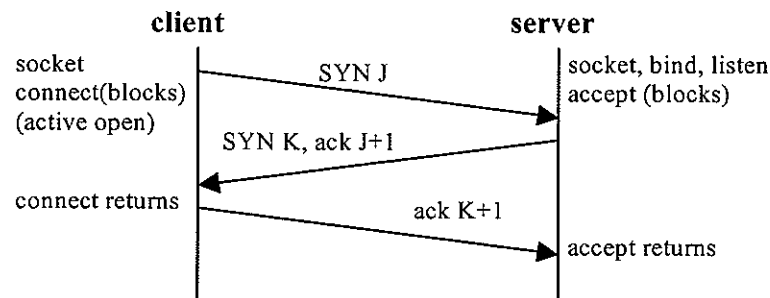 client
server
socket
connect(blocks)
(active open)
SYN J
socket, bind, listen
accept (blocks)
SYN K, ack J+1
connect returns
ack K+1
accept returns